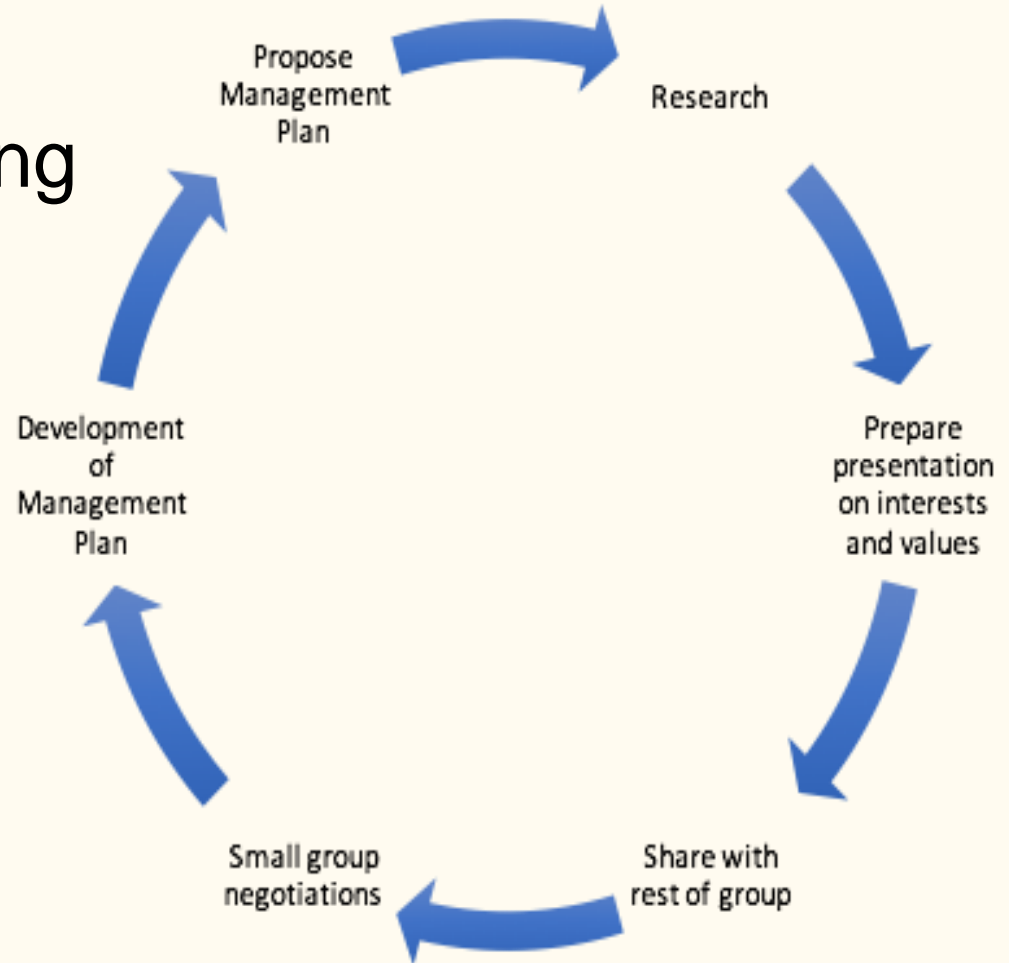 Propose
Management
Plan
Research
Prepare
presentation
on interests
and values
Share with
rest of group
Small group
negotiations
Development
of
Management
Plan